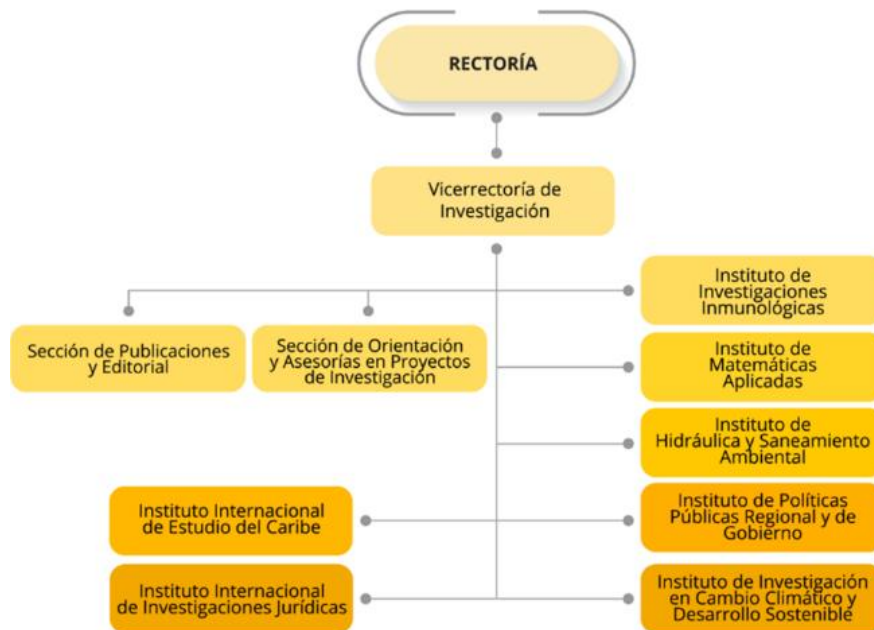 RECTORÍA
Vicerrectoría de
Investigación
Instituto de
Investigaciones
Inmunológicas
Sección de Publicaciones
y Editorial
Sección de Orientación
y Asesorías en Proyectos
de Investigación
Instituto de
Matemáticas
Aplicadas
Instituto de
Hidráulica y Saneamiento
Ambiental
Instituto Internacional
de Estudio del Caribe
Instituto de Políticas
Públicas Regional y de
Gobierno
Instituto Internacional
de Investigaciones Jurídicas
Instituto de Investigación
en Cambio Climático y
Desarrollo Sostenible